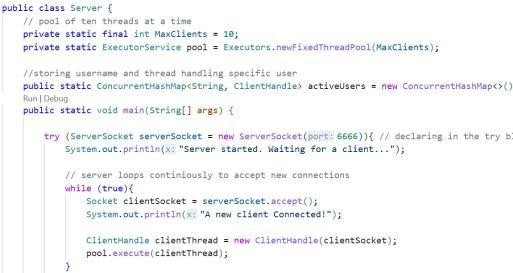 public class Server {
// pool of ten threads at a time
private static final int MaxClients = 10;
private static ExecutorService pool = Executors.newFixedThreadPool(MaxClients);
//storing username and thread handling specific user
public static ConcurrentHashMap<String, ClientHandle> activeUsers = new ConcurrentHashMap<>()
Run | Debug
public static void main(String[] args) {
try (ServerSocket serverSocket = new ServerSocket(port: 6666)){ // declaring in the try bl
System.out.println(x: "Server started. Waiting for a client...");
// server loops continiously to accept new connections
while (true){
Socket clientSocket = serverSocket.accept();
System.out.println(x: "A new client Connected!");
ClientHandle clientThread = new ClientHandle(clientSocket);
pool.execute(clientThread);
}